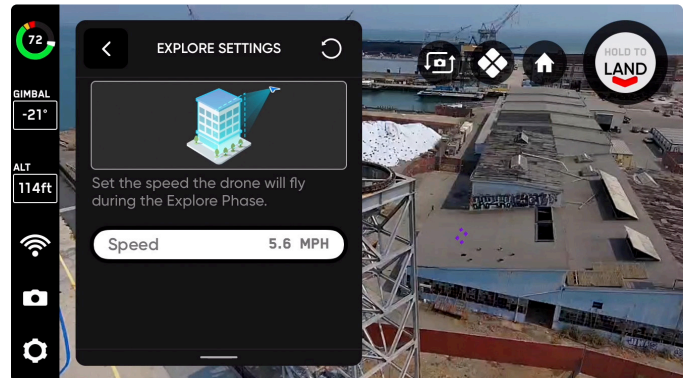 72
GIMBAL
-21°
ALT
114ft
EXPLORE SETTINGS
Set the speed the drone will fly
during the Explore Phase.
Speed 5.6 MPH
HOLD TO
LAND